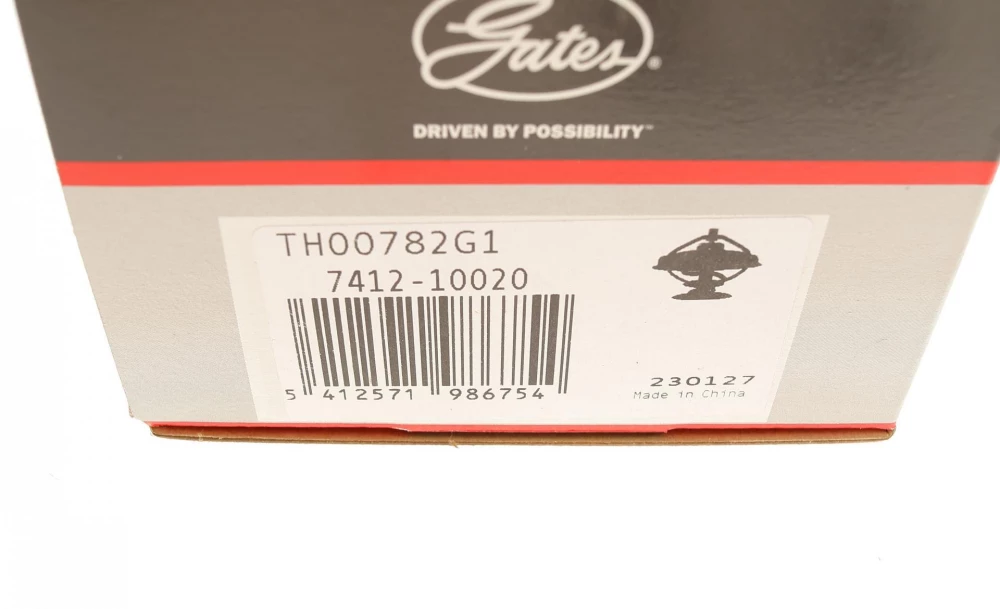 Gates®
DRIVEN BY POSSIBILITY™
TH00782G1
7412-10020
5 412571 986754
230127
Made in China